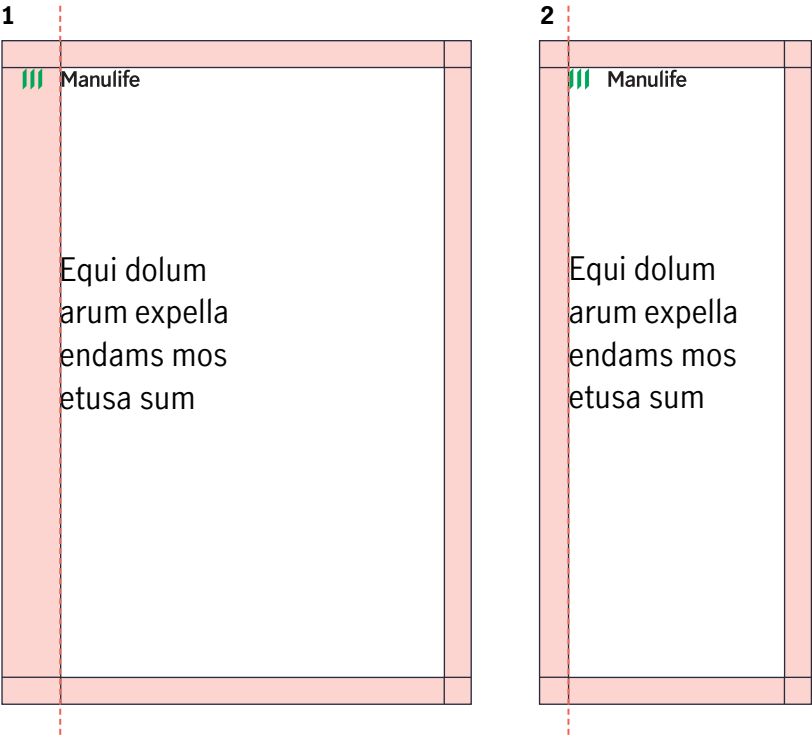 1
Manulife
Equi dolum
arum expella
endams mos
etusa sum
2
Manulife
Equi dolum
arum expella
endams mos
etusa sum